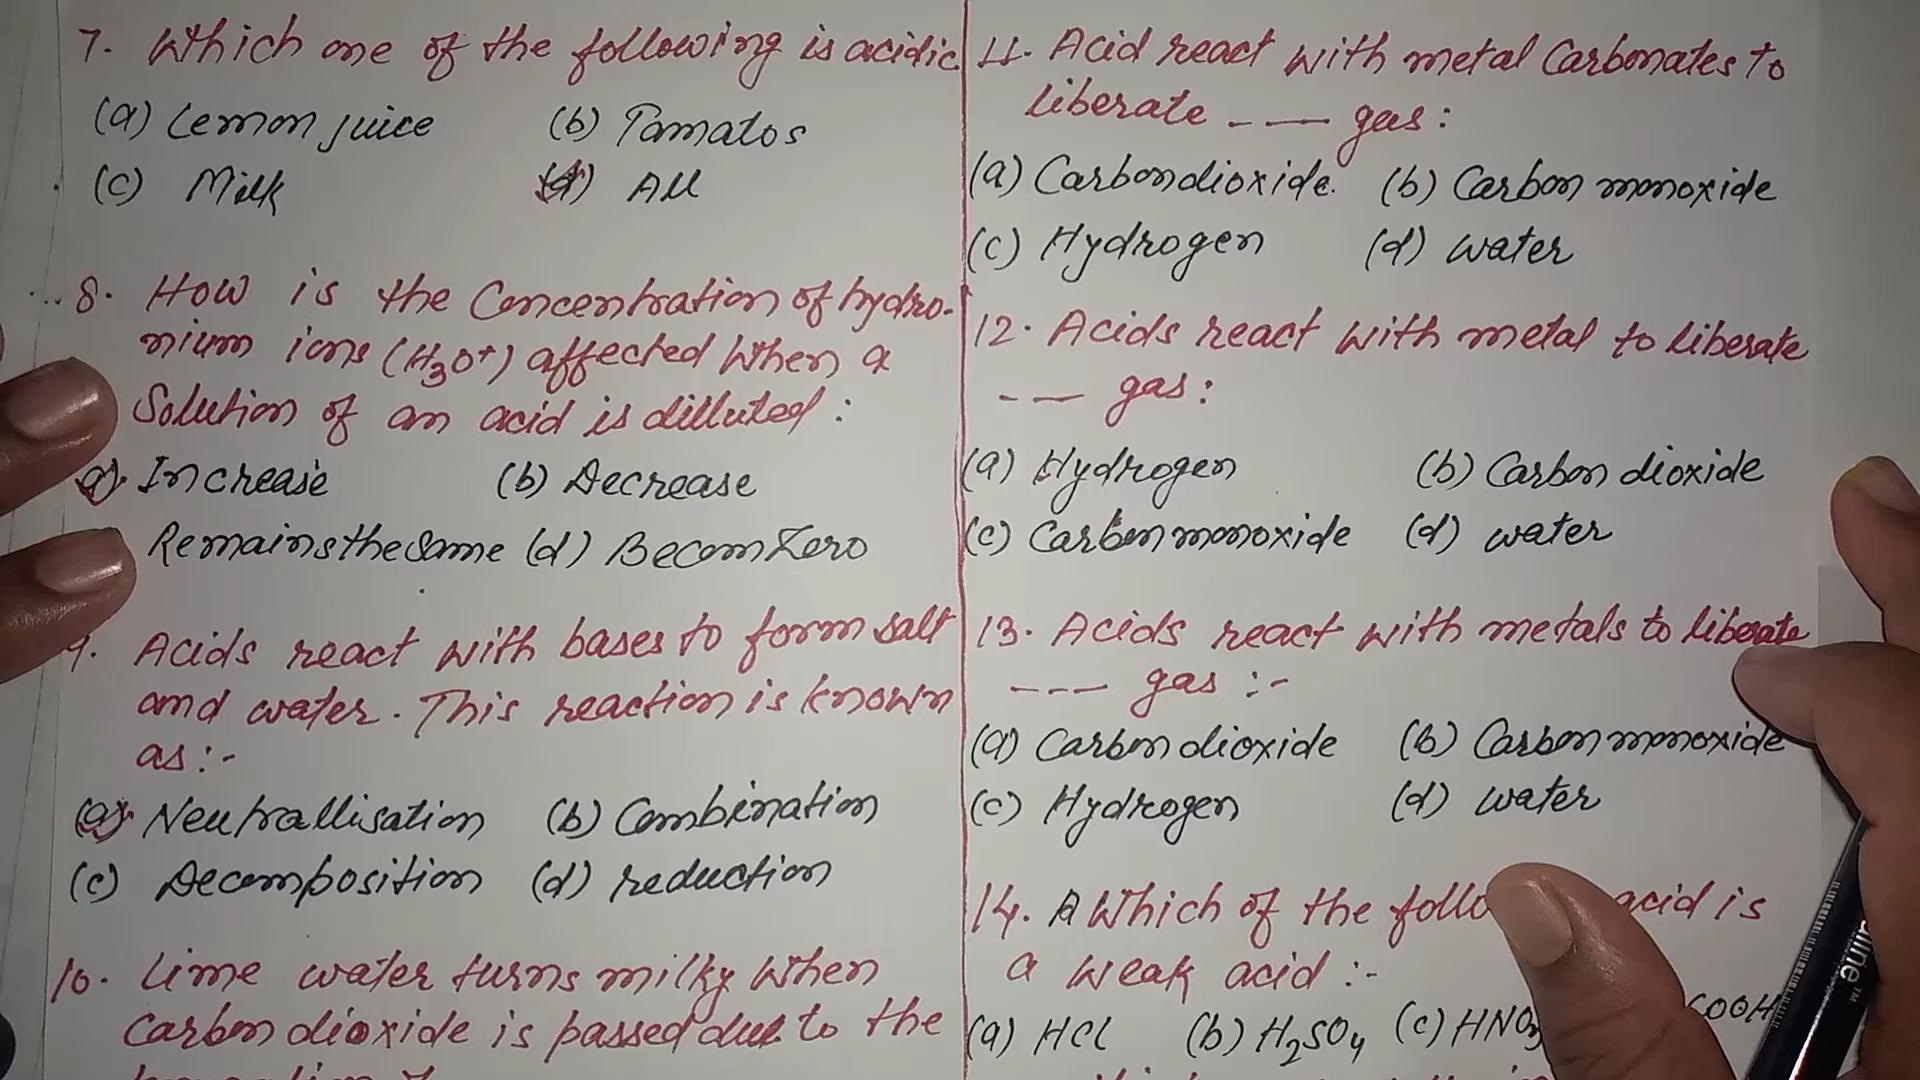 7. Which one of the following is acidic
(a) Lemon juice (b) Tamatos
(c) Milk (d) All
8. How is the Concentration of hydro-
nium ions (H3O+) affected When a
Solution of an acid is dilluted :
a) Increase (b) Decrease
Remains the same (d) Becom Zero
9. Acids react with bases to form salt
and water. This reaction is known
as :-
(a) Neutrallisation (b) Combination
(c) Decomposition (d) reduction
10. Lime water turns milky When
Carbon dioxide is passed due to the
11. Acid react with metal Carbonates to
liberate - — — gas :
(a) Carbondioxide. (b) Carbon monoxide
(c) Hydrogen (d) water
12. Acids react with metal to liberate
- — gas :
(a) Hydrogen (b) Carbon dioxide
(c) Carbon monoxide (d) water
13. Acids react with metals to liberate
- - - gas :-
(a) Carbon dioxide (b) Carbon monoxide
(c) Hydrogen (d) water
14. A Which of the follo acid is
a weak acid :-
(a) HCl (b) H2SO4 (c) HNO3 COOH
line™